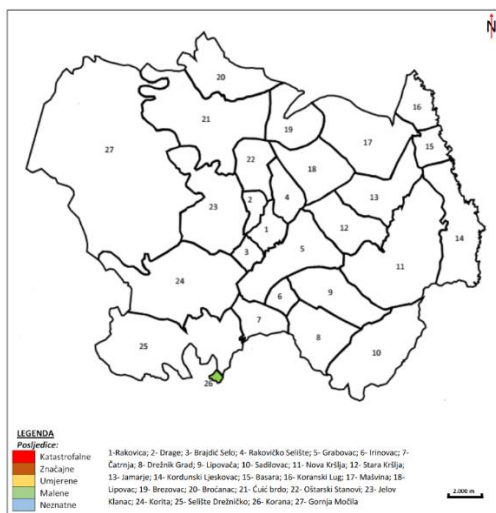 N
20
21
16
19
17
15
27
22
18
2
4
13
23
1
12
14
3
5
11
24
6
9
7
25
8
10
26
LEGENDA
Posljedice:
Katastrofalne
Značajne
Umjerene
Malene
Neznatne
1-Rakovica; 2- Drage; 3- Brajdić Selo; 4- Rakovičko Selište; 5- Grabovac; 6- Irinovac; 7-
Čatrnja; 8- Drežnik Grad; 9- Lipovača; 10- Sadilovac; 11- Nova Kršlja; 12- Stara Kršlja;
13- Jamarje; 14- Kordunski Ljeskovac; 15- Basara; 16- Koranski Lug; 17- Mašvina; 18-
Lipovac; 19- Brezovac; 20- Broćanac; 21- Čuić brdo; 22- Oštarski Stanovi; 23- Jelov
Klanac; 24- Korita; 25- Selište Drežničko; 26- Korana; 27- Gornja Močila
2.000 m